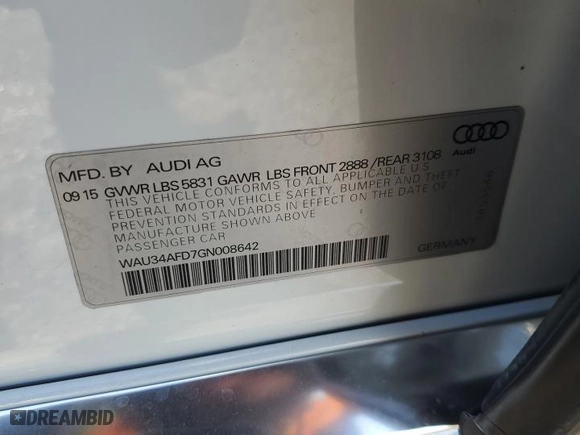 MFD. BY AUDI AG
09 15 GVWR LBS 5831 GAWR LBS FRONT 2888 /REAR 3108
THIS VEHICLE CONFORMS TO ALL APPLICABLE U.S
FEDERAL MOTOR VEHICLE SAFETY, BUMPER AND THEFT
PREVENTION STANDARDS IN EFFECT ON THE DATE OF
MANUFACTURE SHOWN ABOVE
PASSENGER CAR
WAU34AFD7GN008642
Audi
GERMANY
DREAMBID